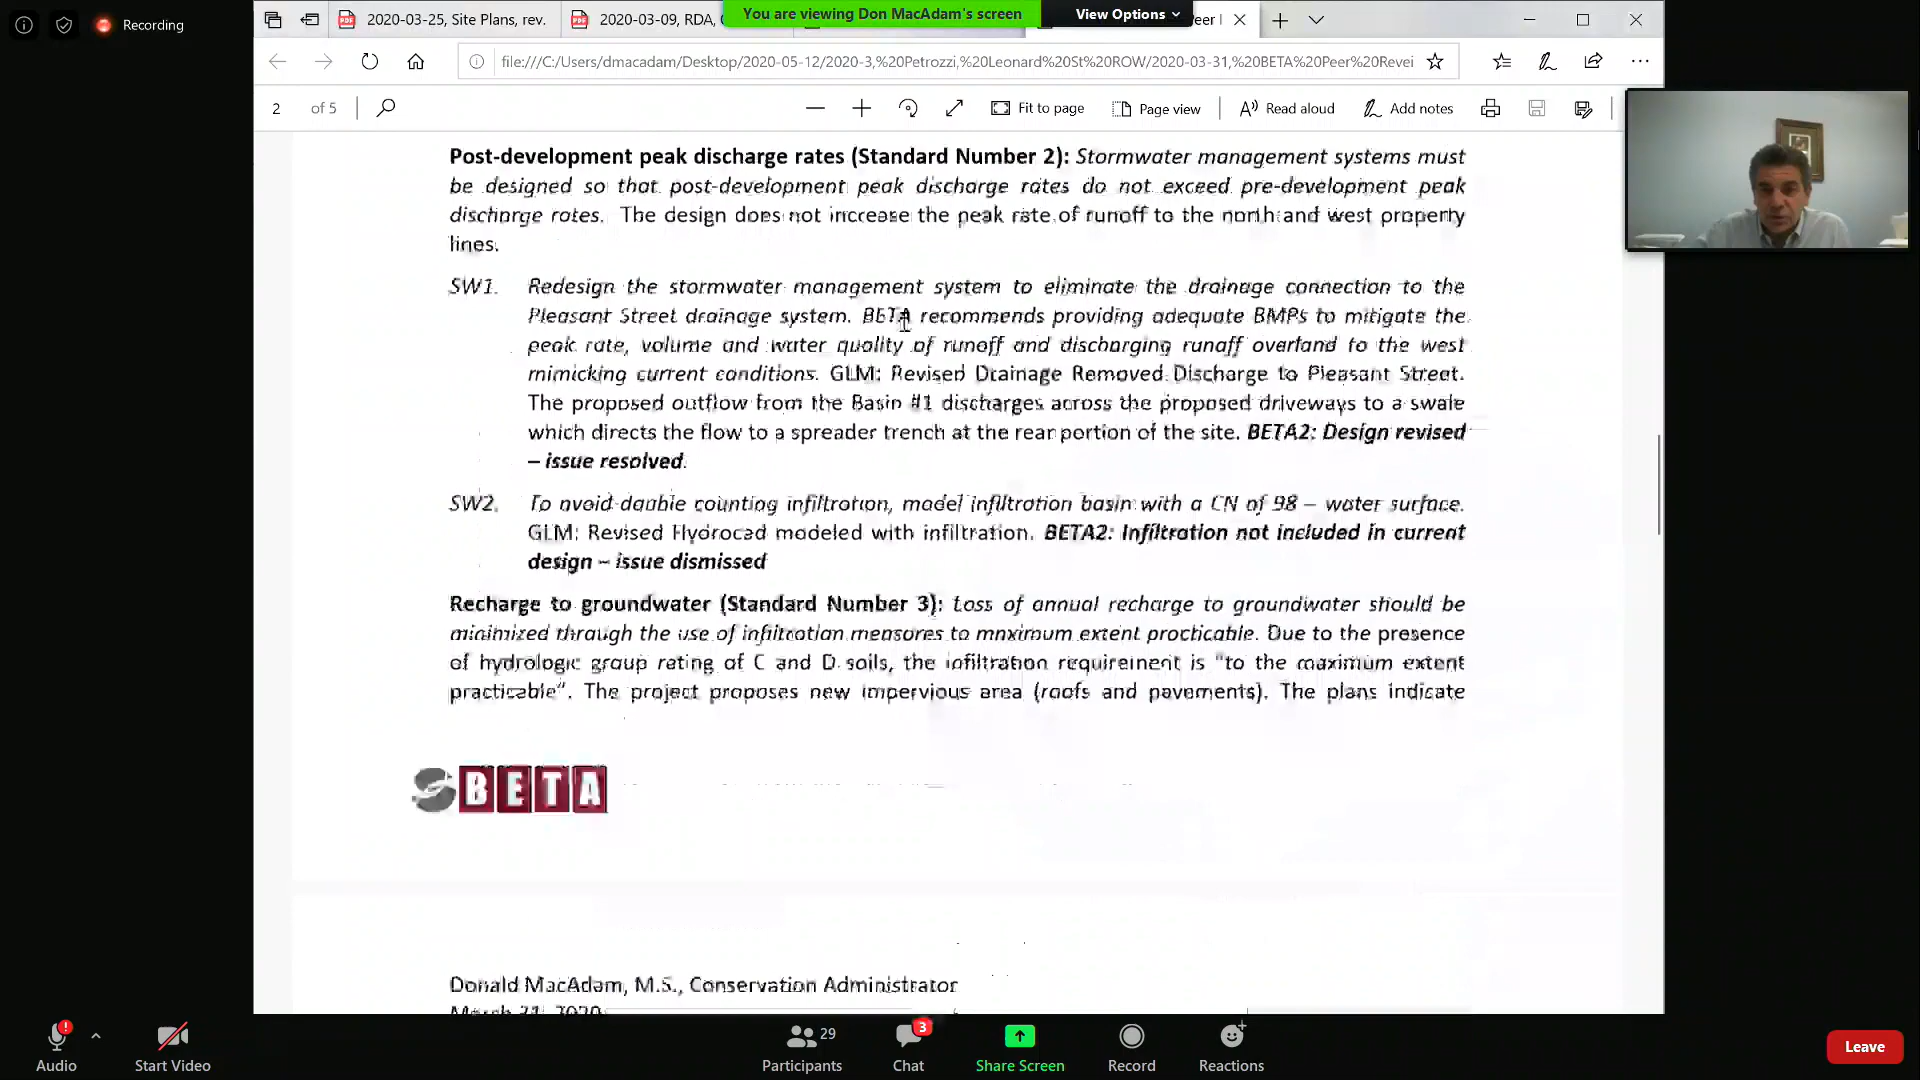 Recording
2020-03-25, Site Plans, rev.
2020-03-09, RDA,
You are viewing Don MacAdam's screen
View Options
file:///C:/Users/dmacadam/Desktop/2020-05-12/2020-3,%20Petrozzi,%20Leonard%20St%20ROW/2020-03-31,%20BETA%20Peer%20Revei
2 of 5
Fit to page
Page view
Read aloud
Add notes
Post-development peak discharge rates (Standard Number 2): Stormwater management systems must
be designed so that post-development peak discharge rates do not exceed pre-development peak
discharge rates. The design does not increase the peak rate of runoff to the north and west property
lines.
SW1. Redesign the stormwater management system to eliminate the drainage connection to the
Pleasant Street drainage system. BETA recommends providing adequate BMPs to mitigate the
peak rate, volume and water quality of runoff and discharging runoff overland to the west
mimicking current conditions. GLM: Revised Drainage Removed Discharge to Pleasant Street.
The proposed outflow from the Basin #1 discharges across the proposed driveways to a swale
which directs the flow to a spreader trench at the rear portion of the site. BETA2: Design revised
– issue resolved.
SW2. To avoid double counting infiltration, model infiltration basin with a CN of 98 – water surface.
GLM: Revised Hydrocad modeled with infiltration. BETA2: Infiltration not included in current
design – issue dismissed
Recharge to groundwater (Standard Number 3): Loss of annual recharge to groundwater should be
minimized through the use of infiltration measures to maximum extent practicable. Due to the presence
of hydrologic group rating of C and D soils, the infiltration requirement is "to the maximum extent
practicable". The project proposes new impervious area (roofs and pavements). The plans indicate
BETA
Donald MacAdam, M.S., Conservation Administrator
March 31, 2020
Audio
Start Video
29
Participants
3
Chat
Share Screen
Record
Reactions
Leave